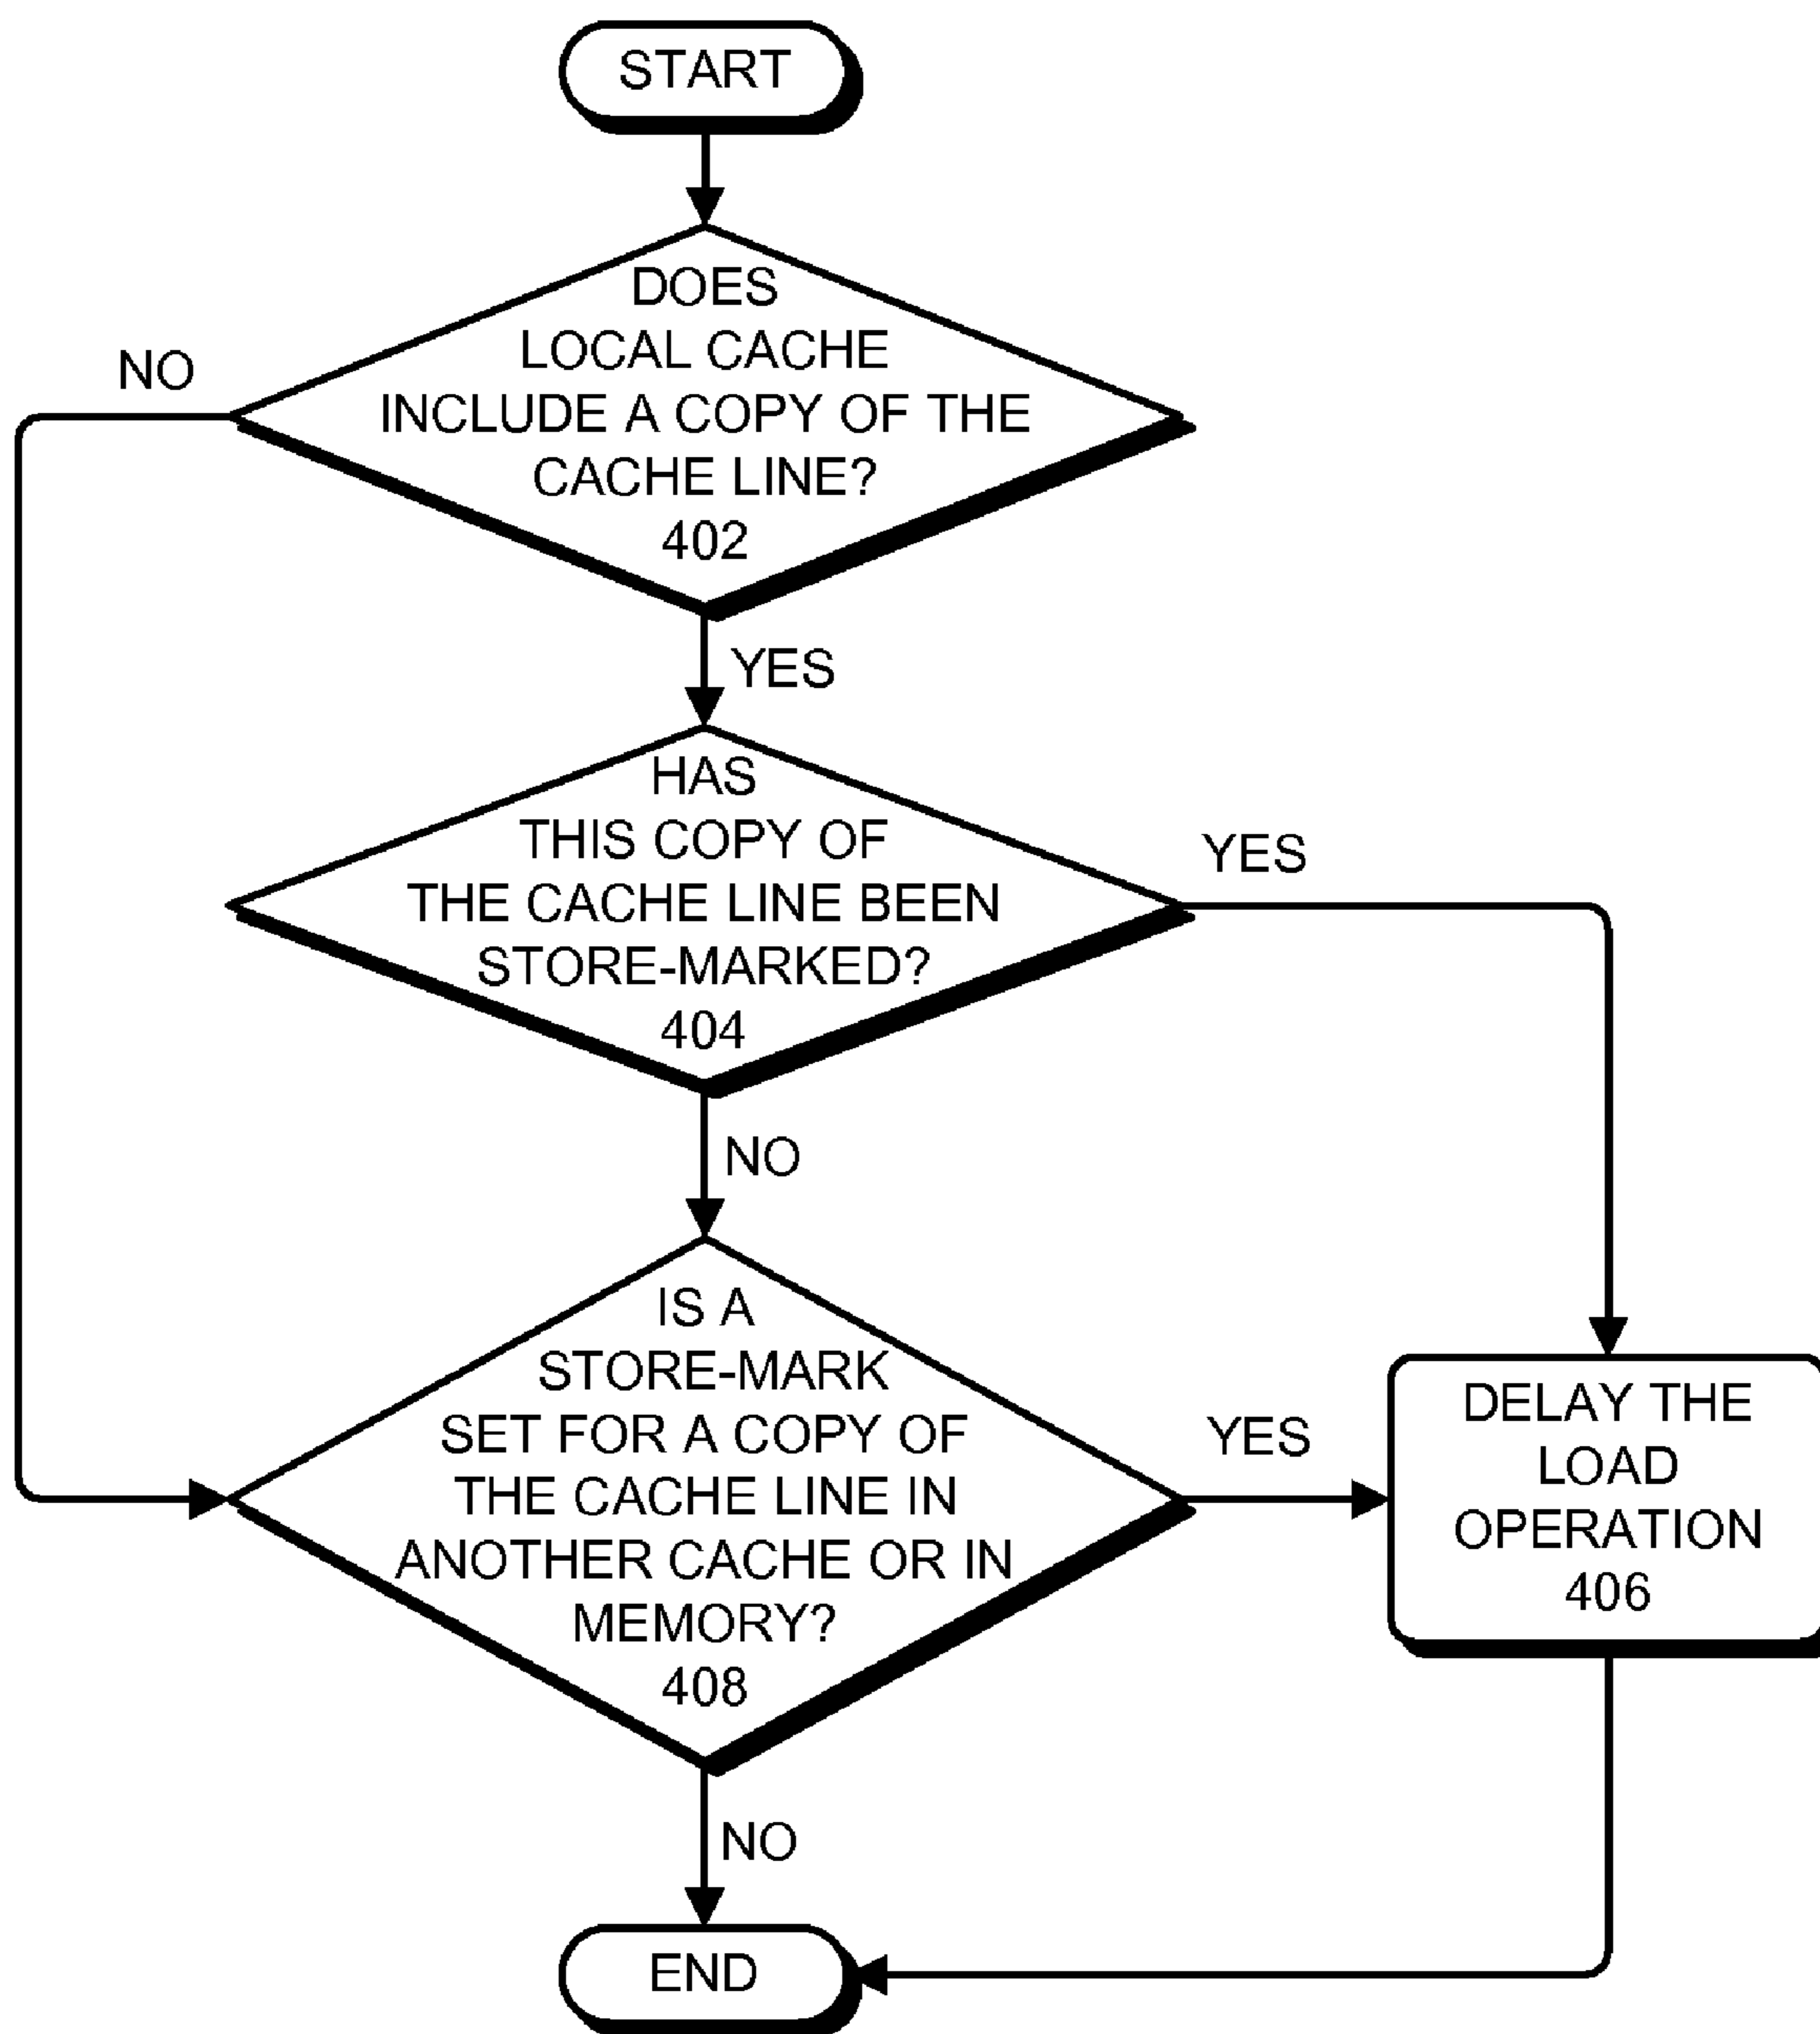 START
DOES
LOCAL CACHE
INCLUDE A COPY OF THE
CACHE LINE?
402
NO
YES
HAS
THIS COPY OF
THE CACHE LINE BEEN
STORE-MARKED?
404
YES
NO
IS A
STORE-MARK
SET FOR A COPY OF
THE CACHE LINE IN
ANOTHER CACHE OR IN
MEMORY?
408
YES
DELAY THE
LOAD
OPERATION
406
NO
END